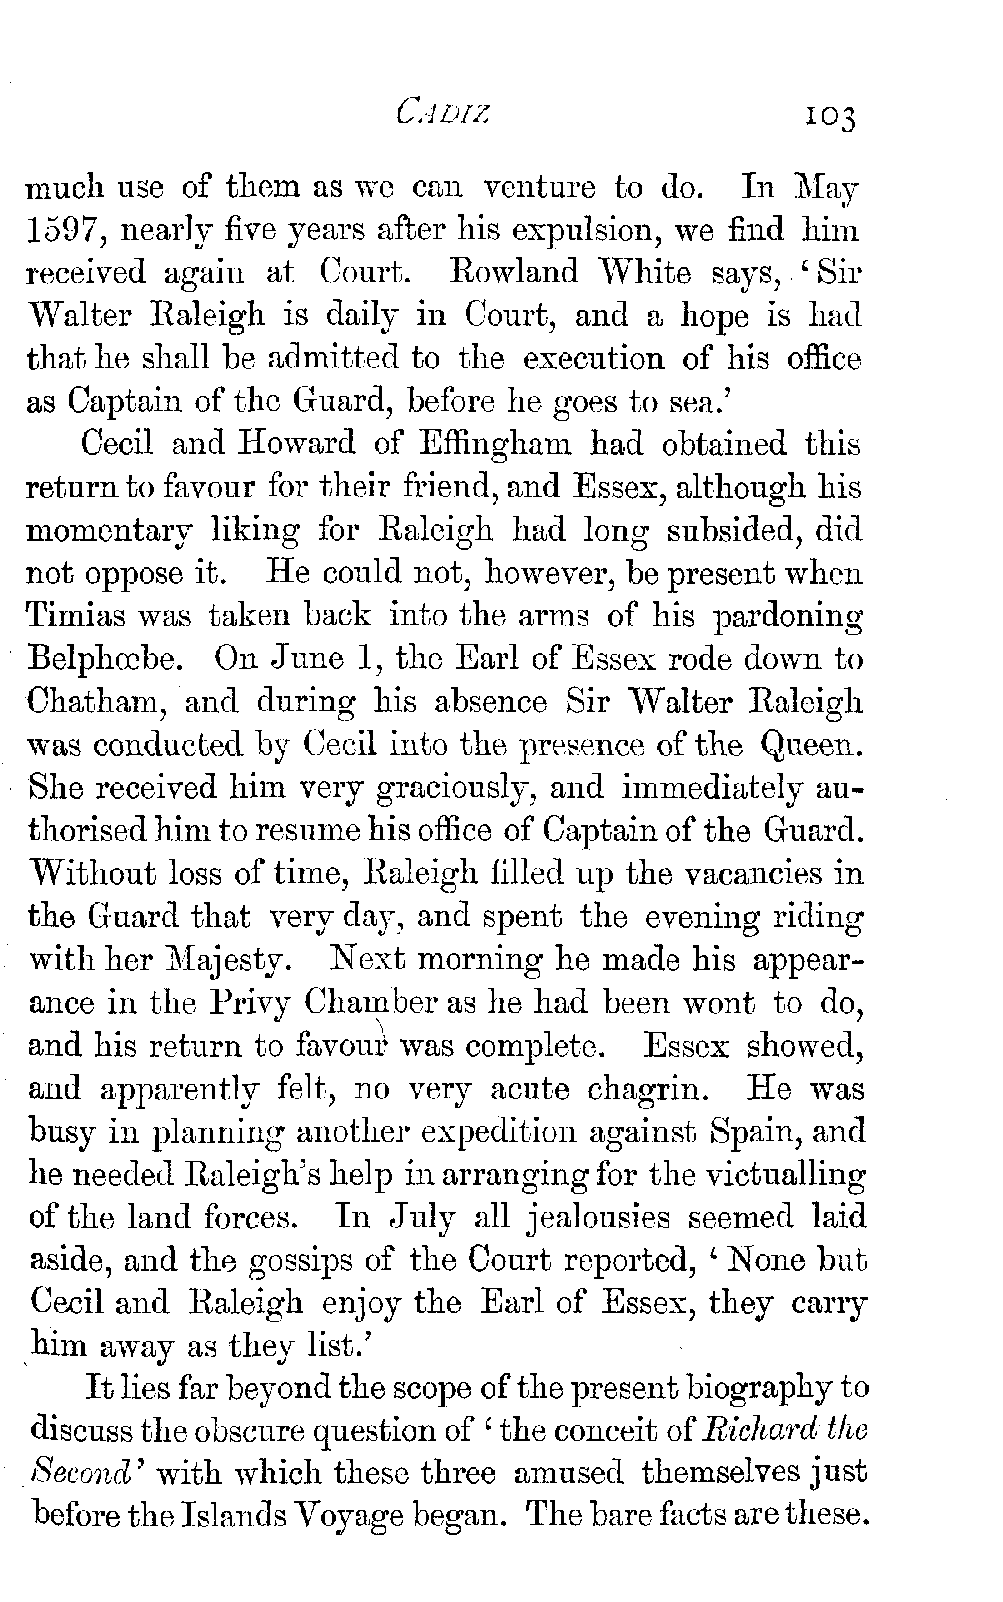 CADIZ 103
much use of them as we can venture to do. In May
1597, nearly five years after his expulsion, we find him
received again at Court. Rowland White says, ‘Sir
Walter Raleigh is daily in Court, and a hope is had
that he shall be admitted to the execution of his office
as Captain of the Guard, before he goes to sea.’
Cecil and Howard of Effingham had obtained this
return to favour for their friend, and Essex, although his
momentary liking for Raleigh had long subsided, did
not oppose it. He could not, however, be present when
Timias was taken back into the arms of his pardoning
Belphœbe. On June 1, the Earl of Essex rode down to
Chatham, and during his absence Sir Walter Raleigh
was conducted by Cecil into the presence of the Queen.
She received him very graciously, and immediately au-
thorised him to resume his office of Captain of the Guard.
Without loss of time, Raleigh filled up the vacancies in
the Guard that very day, and spent the evening riding
with her Majesty. Next morning he made his appear-
ance in the Privy Chamber as he had been wont to do,
and his return to favour was complete. Essex showed,
and apparently felt, no very acute chagrin. He was
busy in planning another expedition against Spain, and
he needed Raleigh's help in arranging for the victualling
of the land forces. In July all jealousies seemed laid
aside, and the gossips of the Court reported, ‘None but
Cecil and Raleigh enjoy the Earl of Essex, they carry
him away as they list.’
It lies far beyond the scope of the present biography to
discuss the obscure question of ‘the conceit of Richard the
Second’ with which these three amused themselves just
before the Islands Voyage began. The bare facts are these.